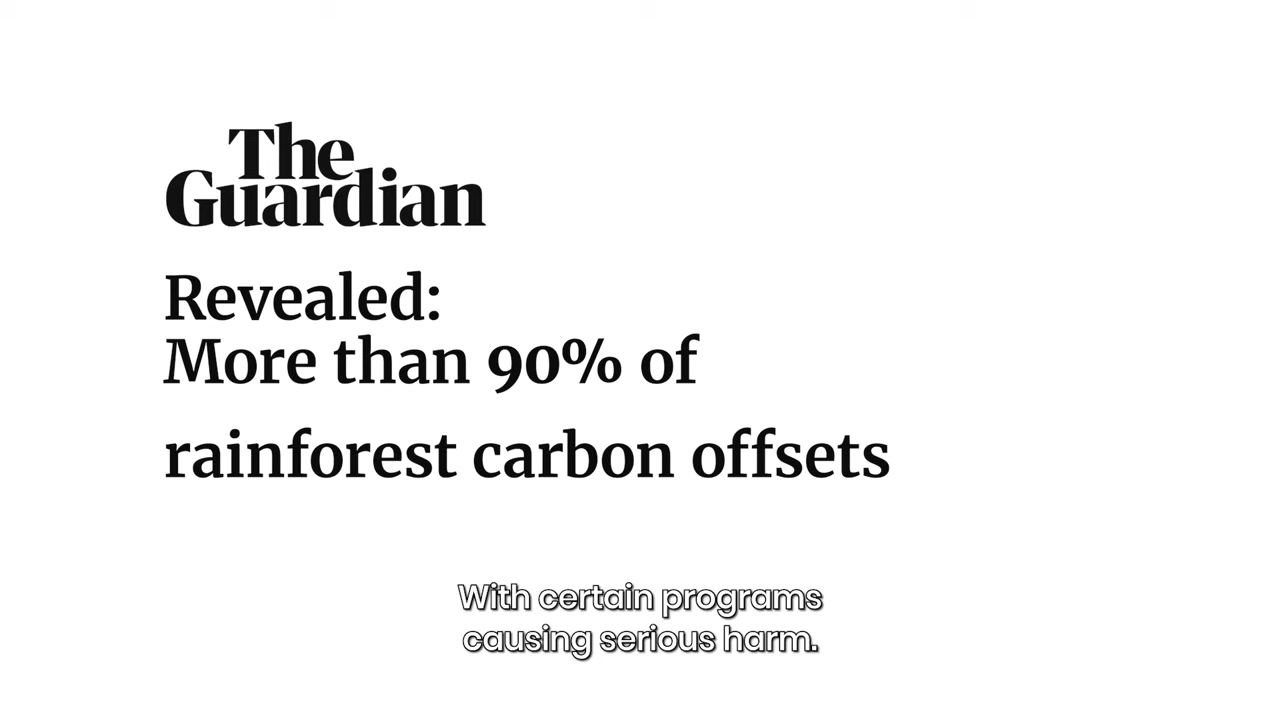 The
Guardian
Revealed:
More than 90% of
rainforest carbon offsets
With certain programs
causing serious harm.